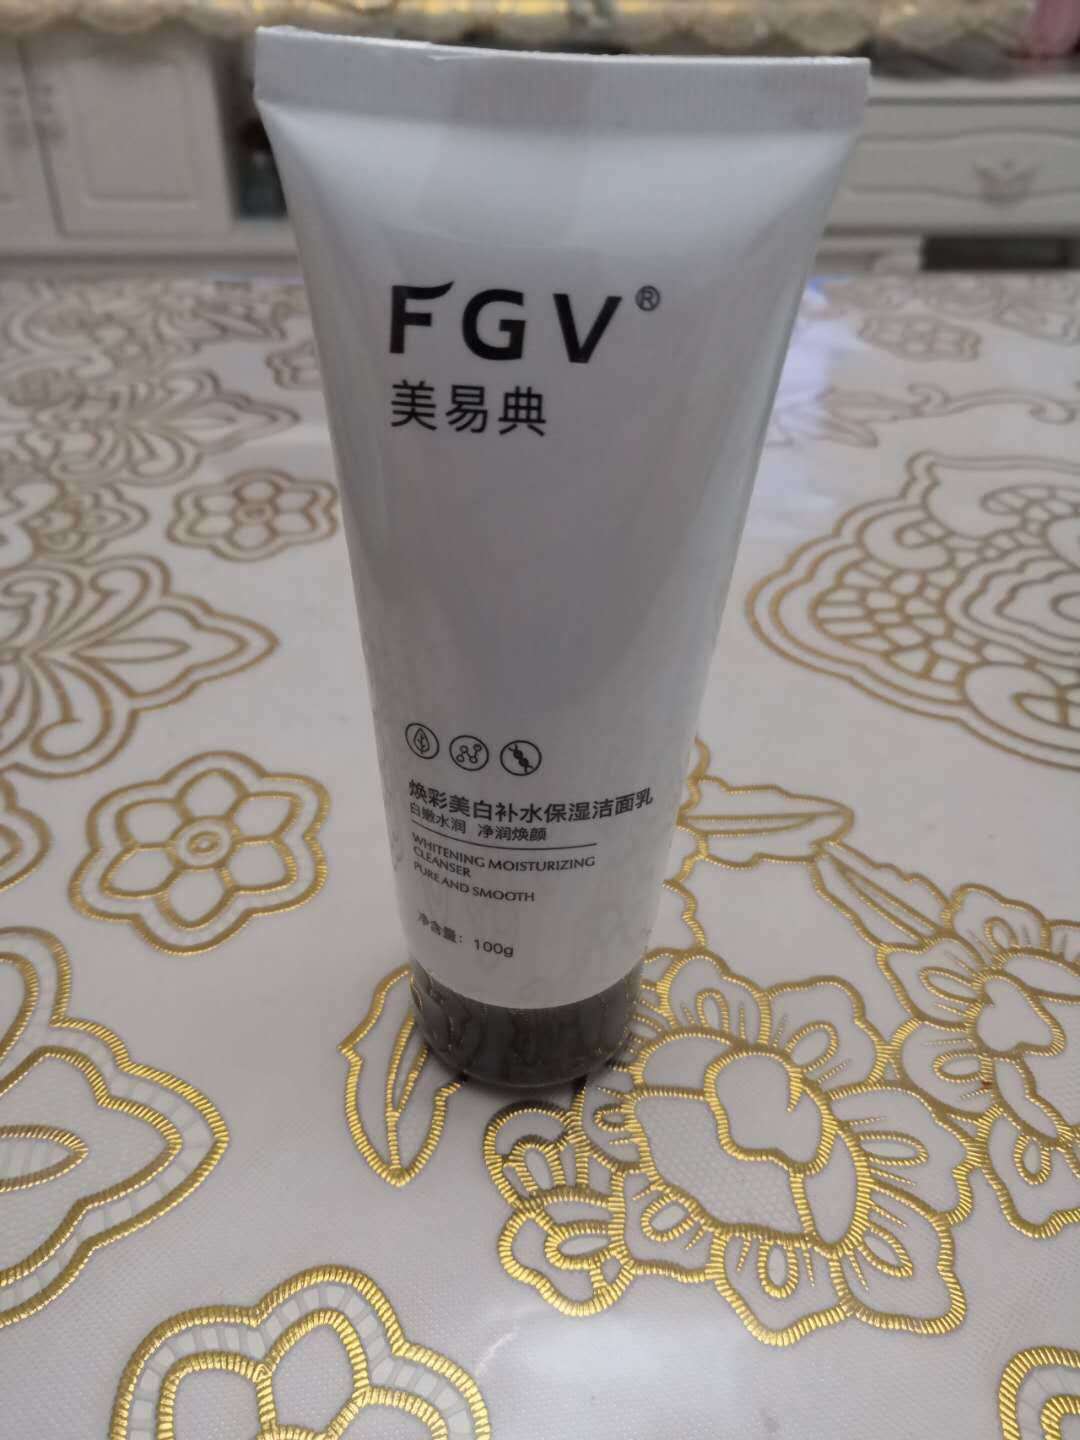 FGV®
美易典
焕彩美白补水保湿洁面乳
白嫩水润 净润焕颜
WHITENING MOISTURIZING
CLEANSER
PURE AND SMOOTH
净含量：100g